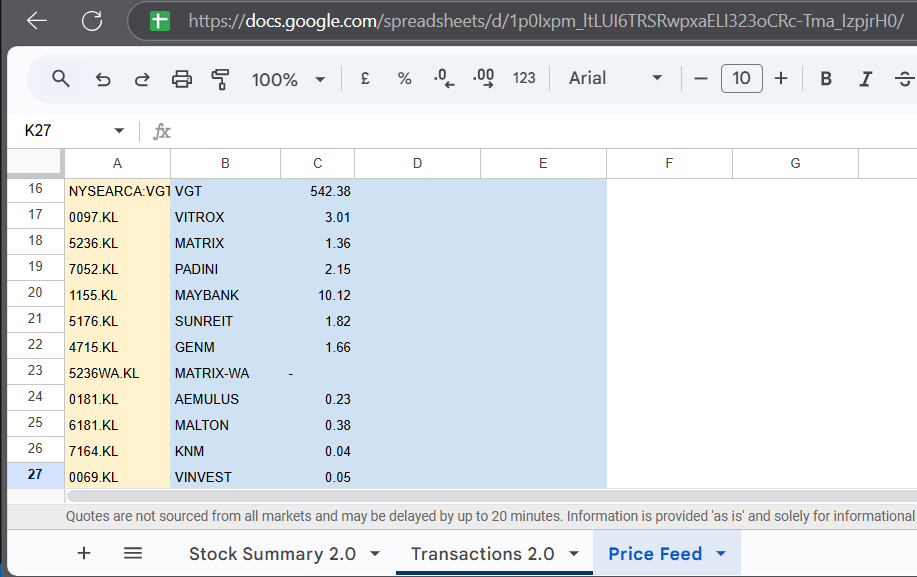 https://docs.google.com/spreadsheets/d/1p0lxpm_ltLUl6TRSRwpxaELl323oCRc-Tma_lzpjrH0/
100% £ % .0 .00 123 Arial 10 B I S
K27 fx
A B C D E F G
16 NYSEARCA:VGT VGT 542.38
17 0097.KL VITROX 3.01
18 5236.KL MATRIX 1.36
19 7052.KL PADINI 2.15
20 1155.KL MAYBANK 10.12
21 5176.KL SUNREIT 1.82
22 4715.KL GENM 1.66
23 5236WA.KL MATRIX-WA -
24 0181.KL AEMULUS 0.23
25 6181.KL MALTON 0.38
26 7164.KL KNM 0.04
27 0069.KL VINVEST 0.05
Quotes are not sourced from all markets and may be delayed by up to 20 minutes. Information is provided 'as is' and solely for informational
Stock Summary 2.0 Transactions 2.0 Price Feed